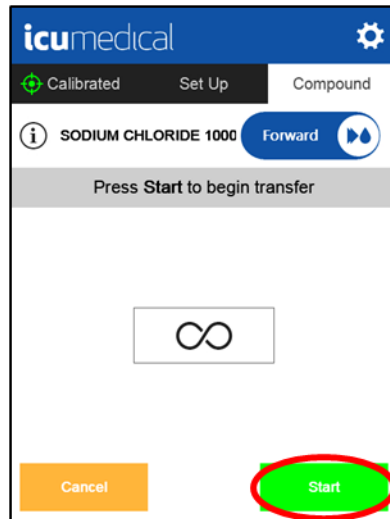 icumedical
Calibrated Set Up Compound
i SODIUM CHLORIDE 1000 Forward
Press Start to begin transfer
∞
Cancel Start